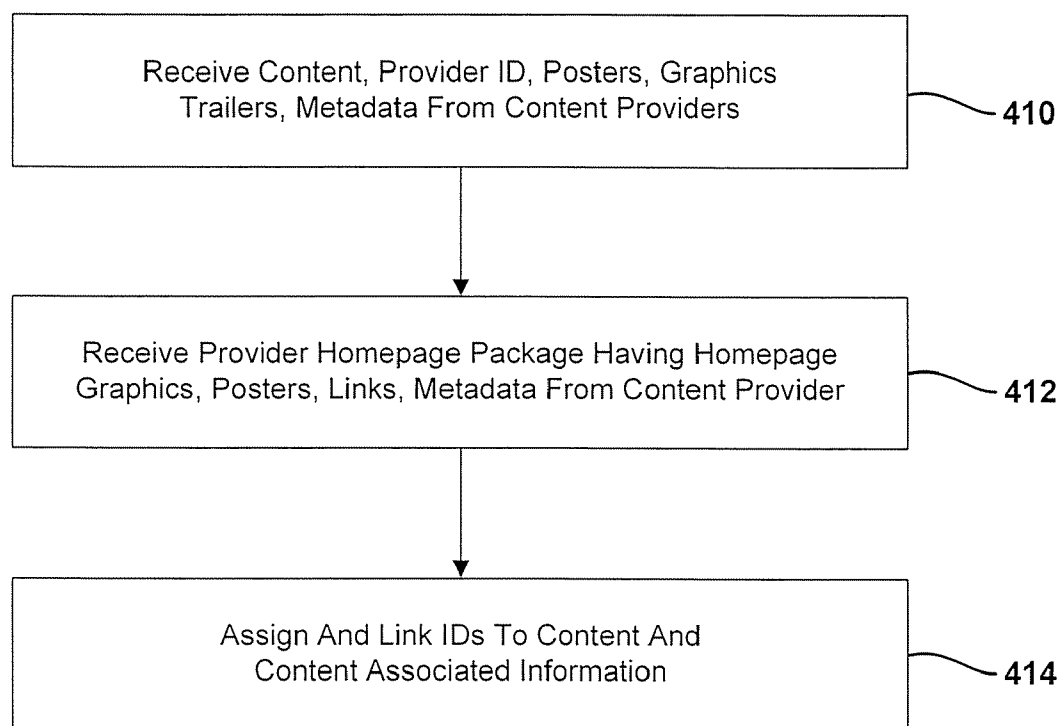 Receive Content, Provider ID, Posters, Graphics
Trailers, Metadata From Content Providers
410
Receive Provider Homepage Package Having Homepage
Graphics, Posters, Links, Metadata From Content Provider
412
Assign And Link IDs To Content And
Content Associated Information
414